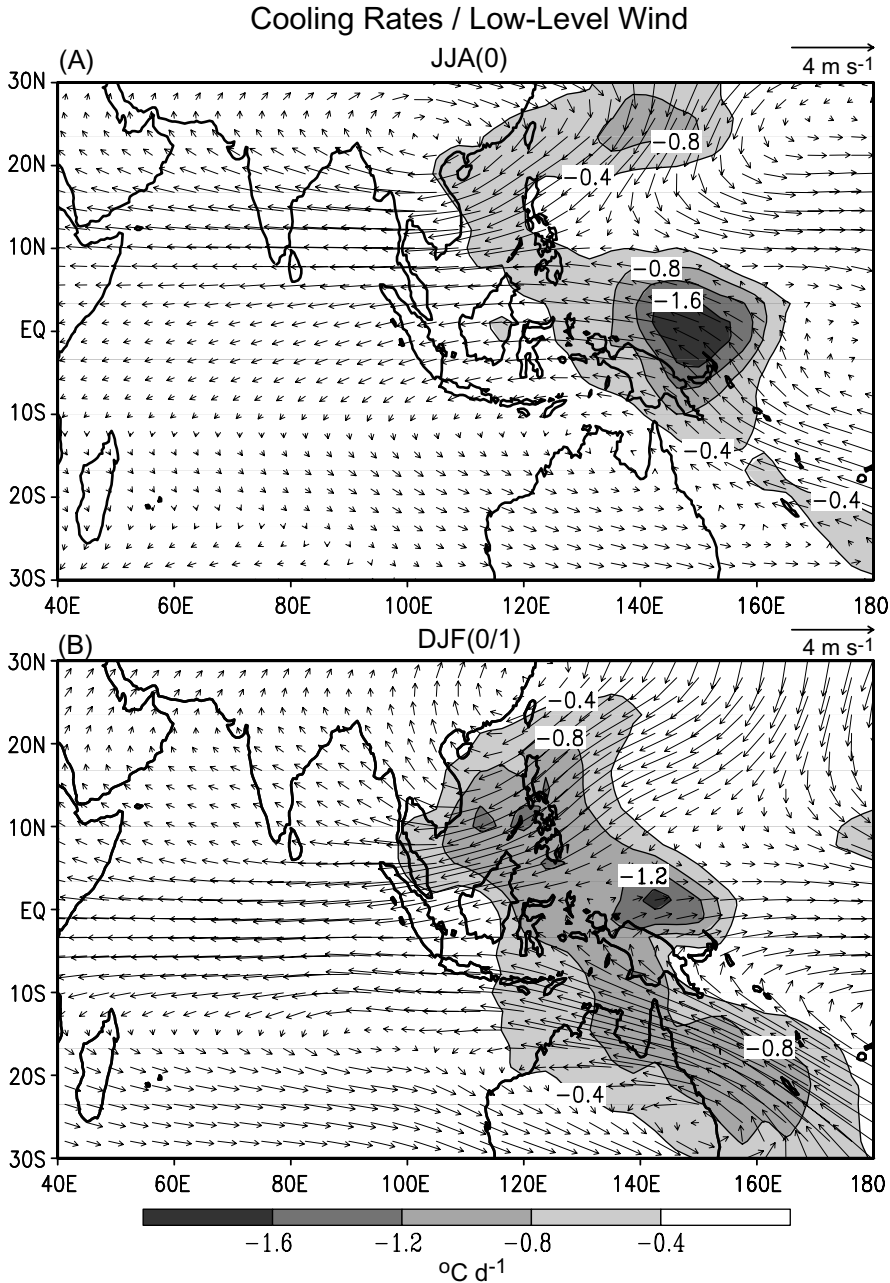 Cooling Rates / Low-Level Wind
(A)
JJA(0)
4 m s-1
30N
20N
10N
EQ
10S
20S
30S
-0.8
-0.4
-0.8
-1.6
-0.4
-0.4
40E 60E 80E 100E 120E 140E 160E 180
(B)
DJF(0/1)
4 m s-1
30N
20N
10N
EQ
10S
20S
30S
-0.4
-0.8
-1.2
-0.8
-0.4
40E 60E 80E 100E 120E 140E 160E 180
-1.6 -1.2 -0.8 -0.4
oC d-1